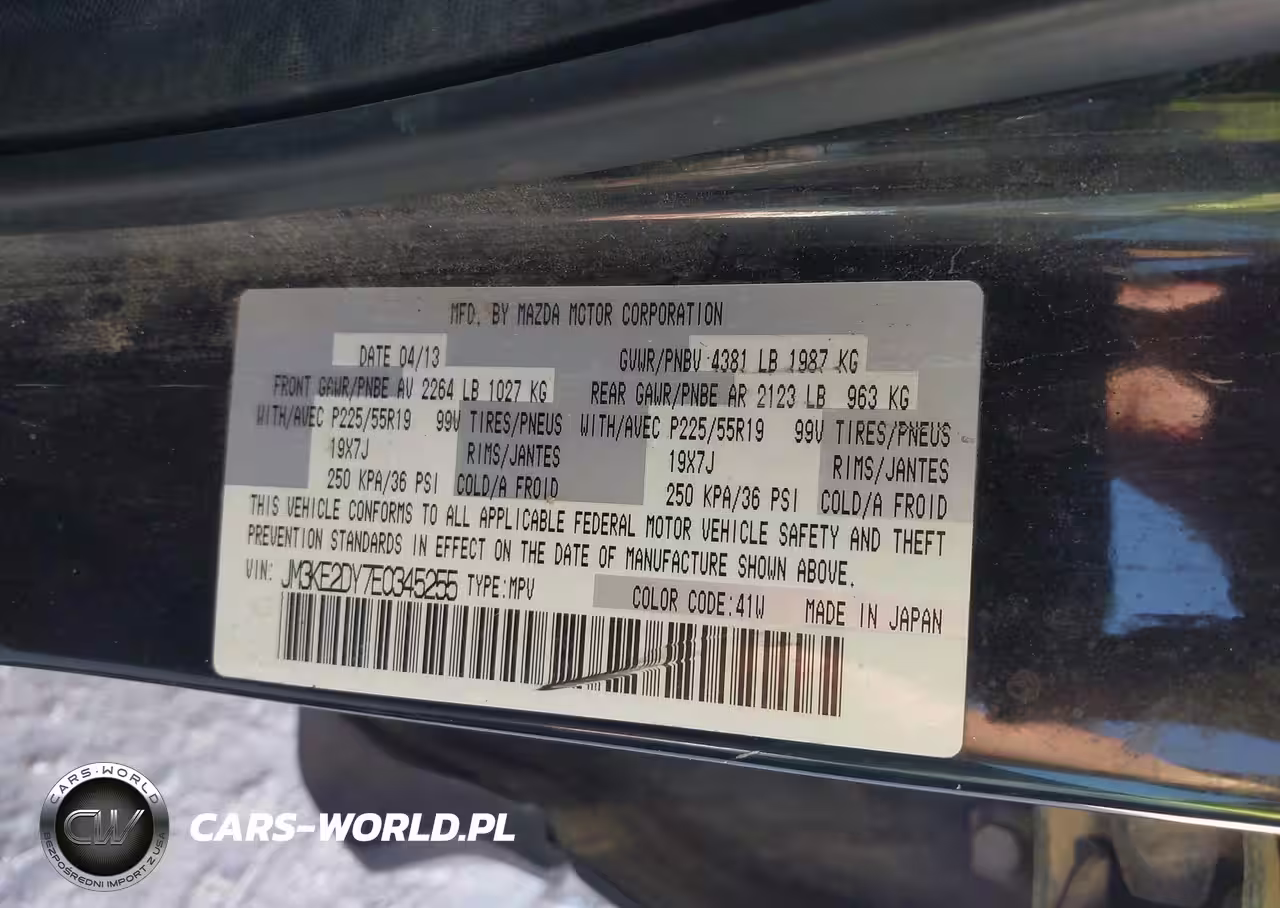 MFD. BY MAZDA MOTOR CORPORATION
DATE 04/13 GVWR/PNBV 4381 LB 1987 KG
FRONT GAWR/PNBE AV 2264 LB 1027 KG REAR GAWR/PNBE AR 2123 LB 963 KG
WITH/AVEC P225/55R19 99V TIRES/PNEUS WITH/AVEC P225/55R19 99V TIRES/PNEUS
19X7J RIMS/JANTES 19X7J RIMS/JANTES
250 KPA/36 PSI COLD/A FROID 250 KPA/36 PSI COLD/A FROID
THIS VEHICLE CONFORMS TO ALL APPLICABLE FEDERAL MOTOR VEHICLE SAFETY AND THEFT
PREVENTION STANDARDS IN EFFECT ON THE DATE OF MANUFACTURE SHOWN ABOVE.
VIN: JM3KE2DY7E0345255 TYPE:MPV COLOR CODE:41W MADE IN JAPAN
CARS-WORLD
CW
BEZPOŚREDNI IMPORT Z USA
CARS-WORLD.PL